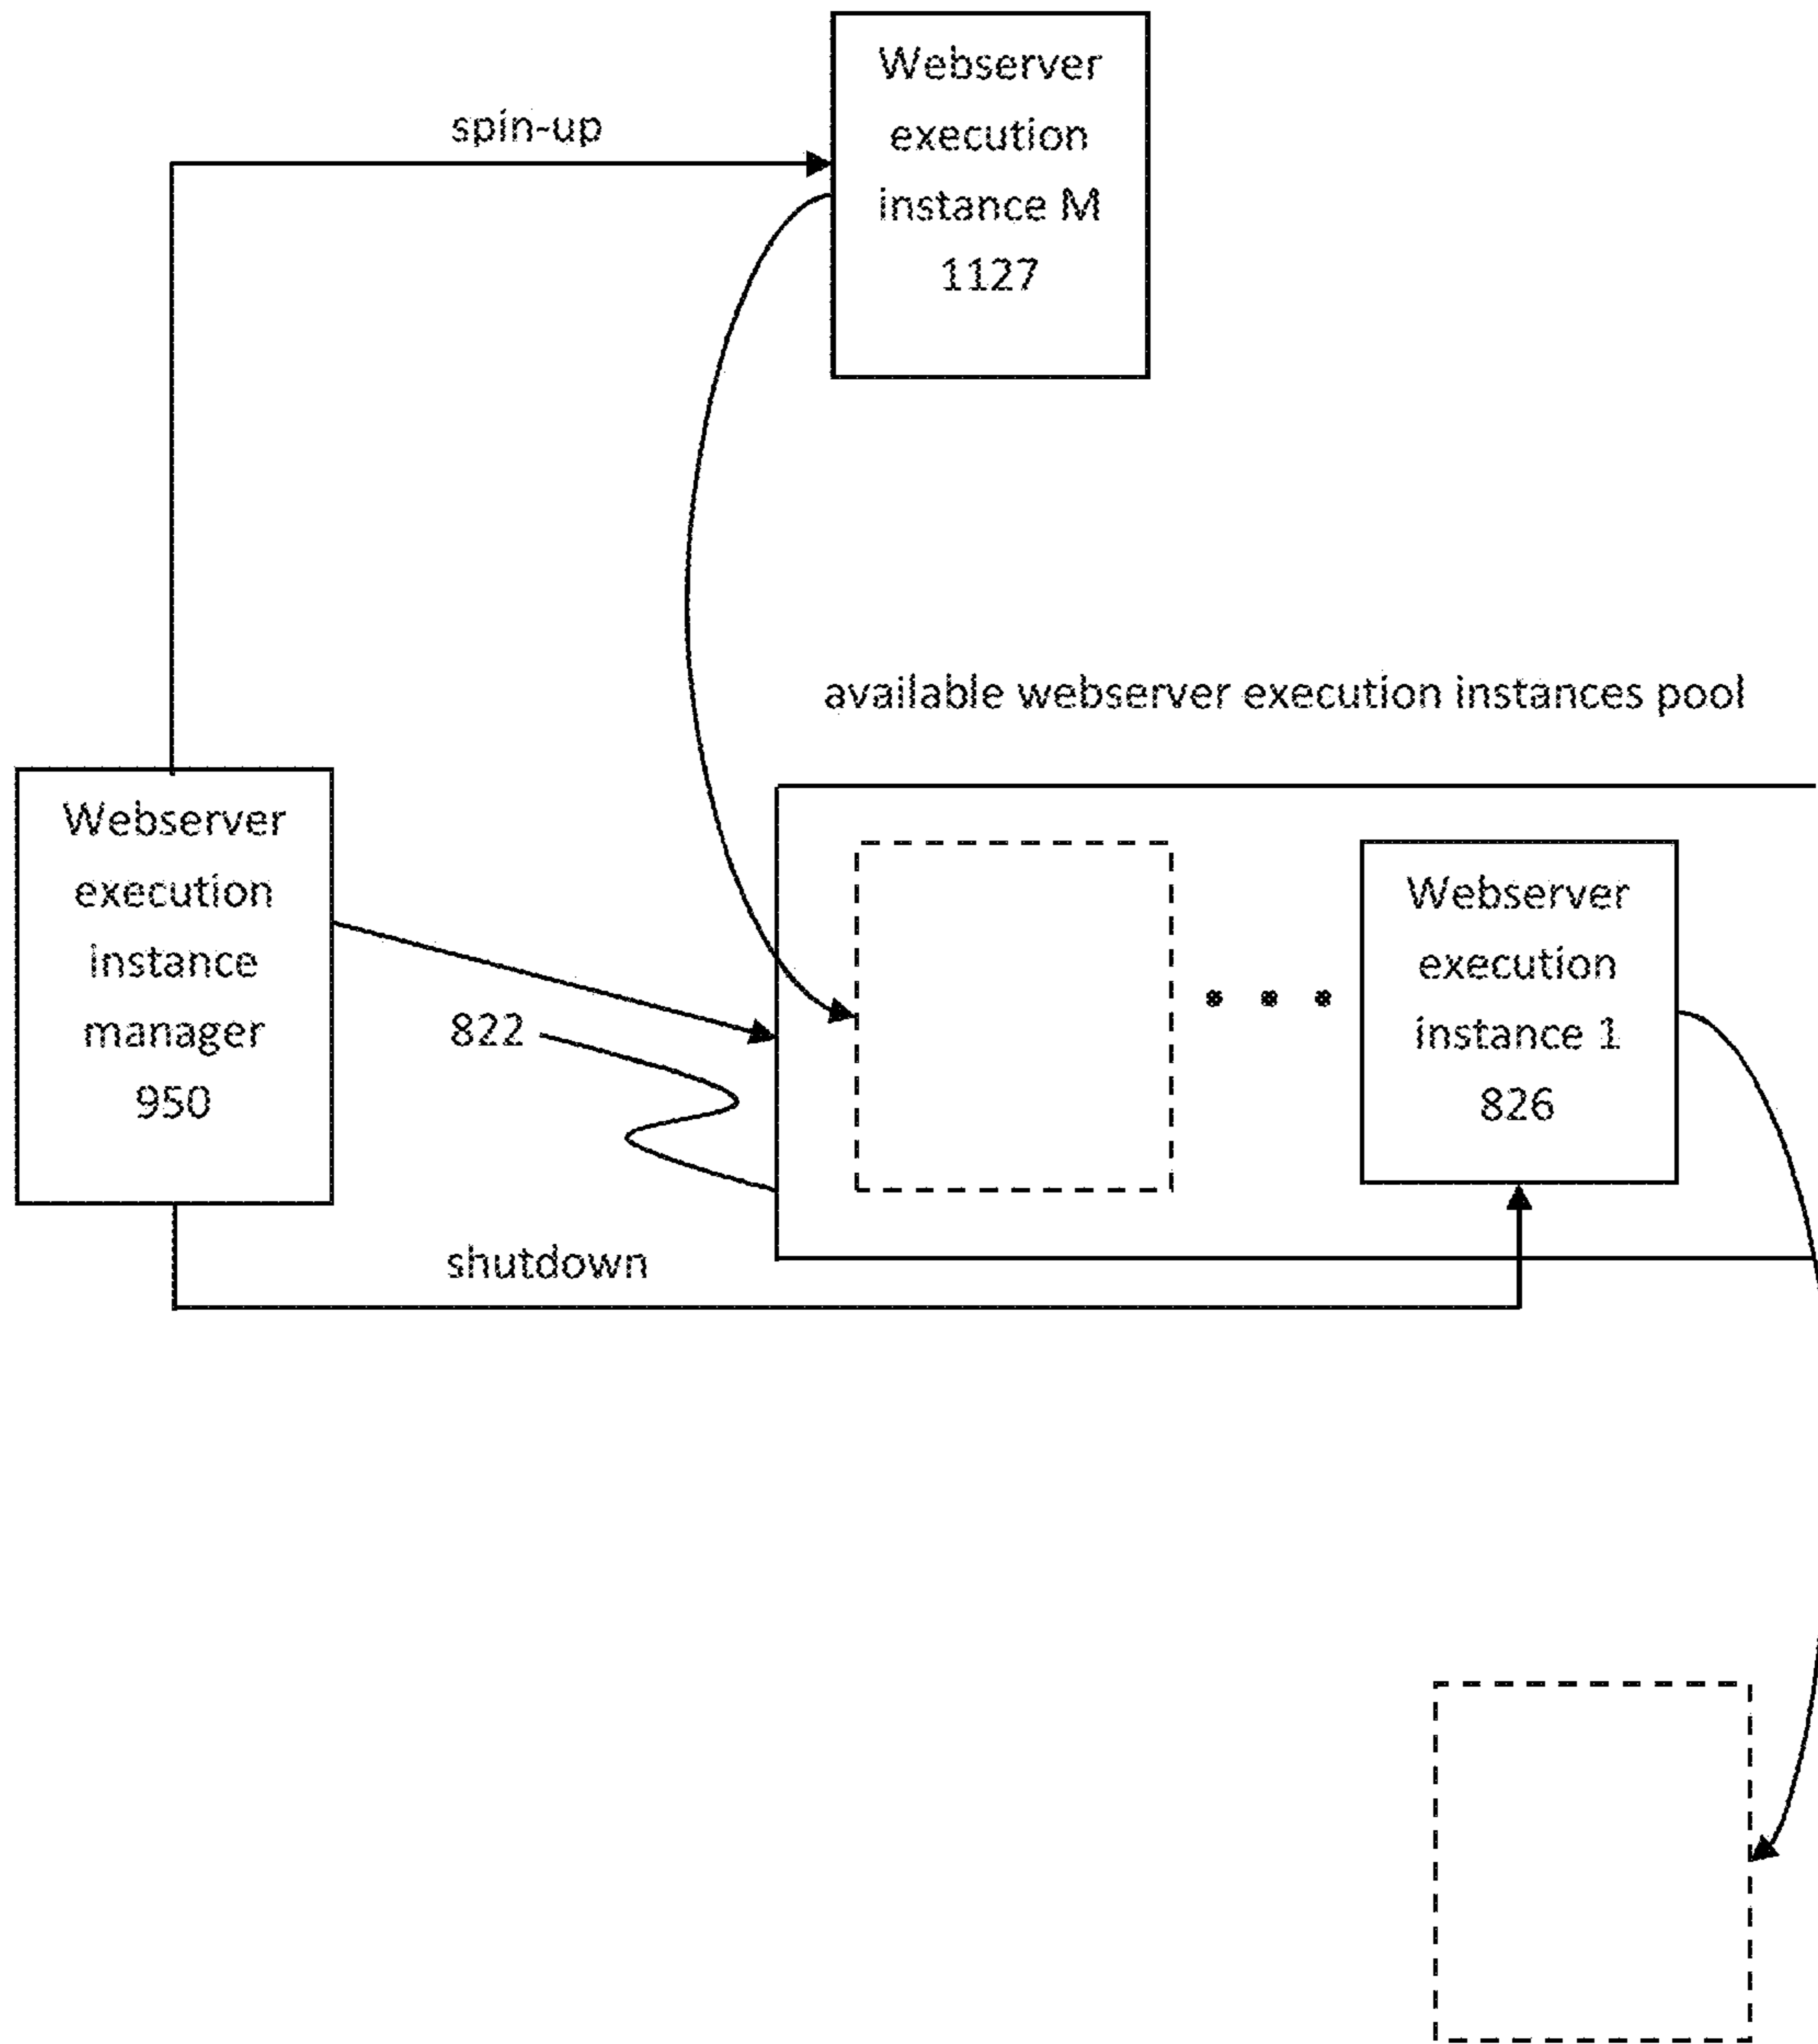 Webserver
execution
instance M
1127
spin-up
available webserver execution instances pool
Webserver
execution
instance
manager
950
822
Webserver
execution
instance 1
826
shutdown